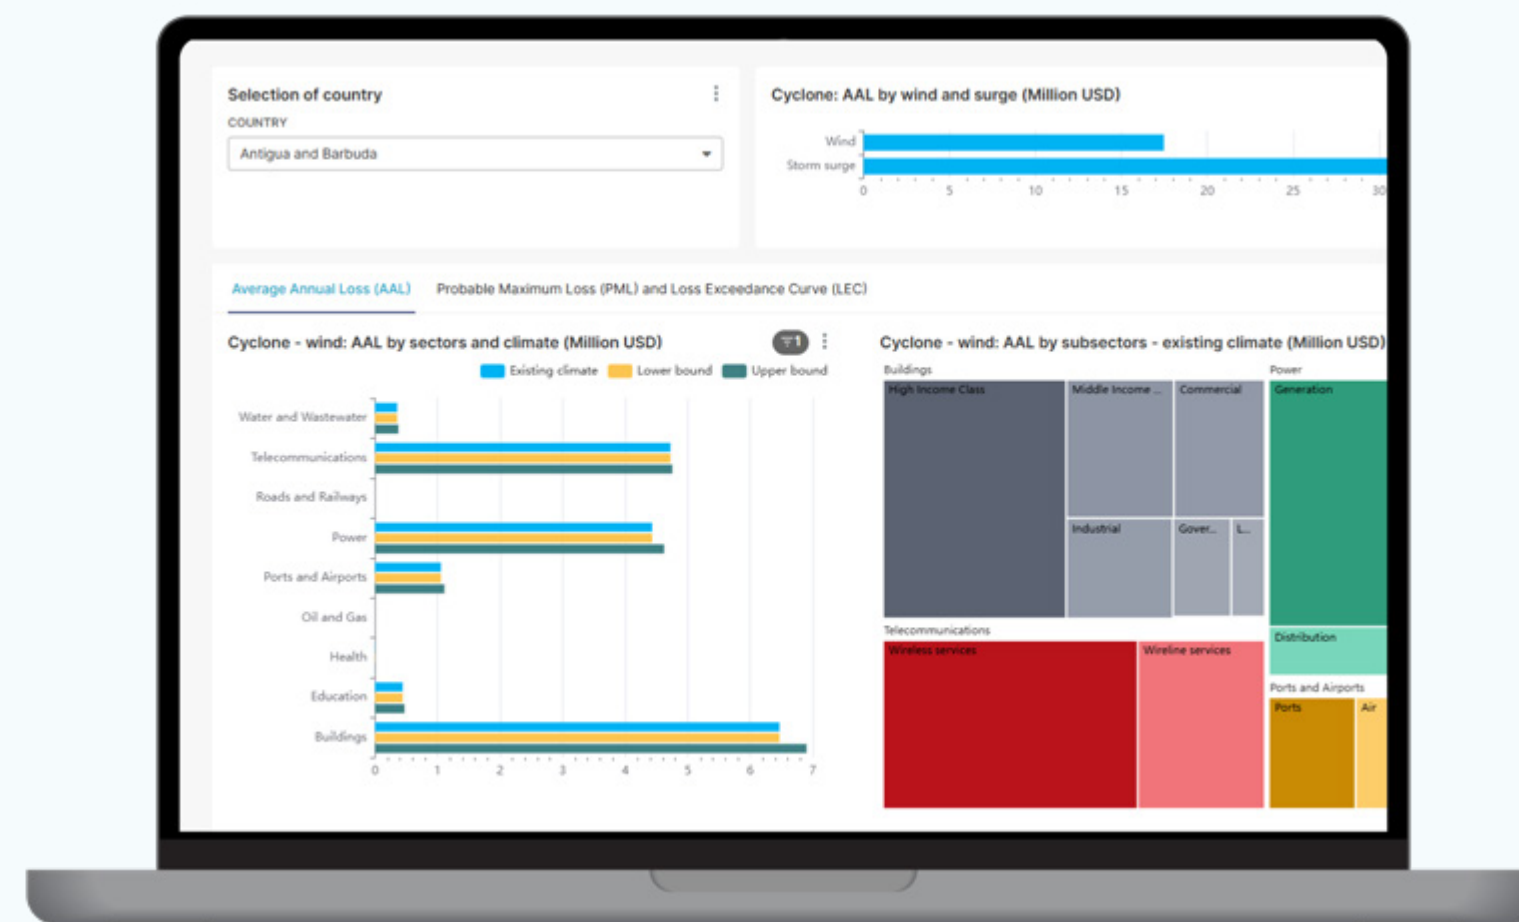 Selection of country
COUNTRY
Antigua and Barbuda
Cyclone: AAL by wind and surge (Million USD)
Wind
Storm surge
0 5 10 15 20 25 30
Average Annual Loss (AAL) Probable Maximum Loss (PML) and Loss Exceedance Curve (LEC)
Cyclone - wind: AAL by sectors and climate (Million USD)
1
Existing climate Lower bound Upper bound
Water and Wastewater
Telecommunications
Roads and Railways
Power
Ports and Airports
Oil and Gas
Health
Education
Buildings
0 1 2 3 4 5 6 7
Cyclone - wind: AAL by subsectors - existing climate (Million USD)
Buildings Power
High Income Class Middle Income ... Commercial Generation
Industrial Gover... L...
Telecommunications
Distribution
Wireless services Wireline services
Ports and Airports
Ports Air